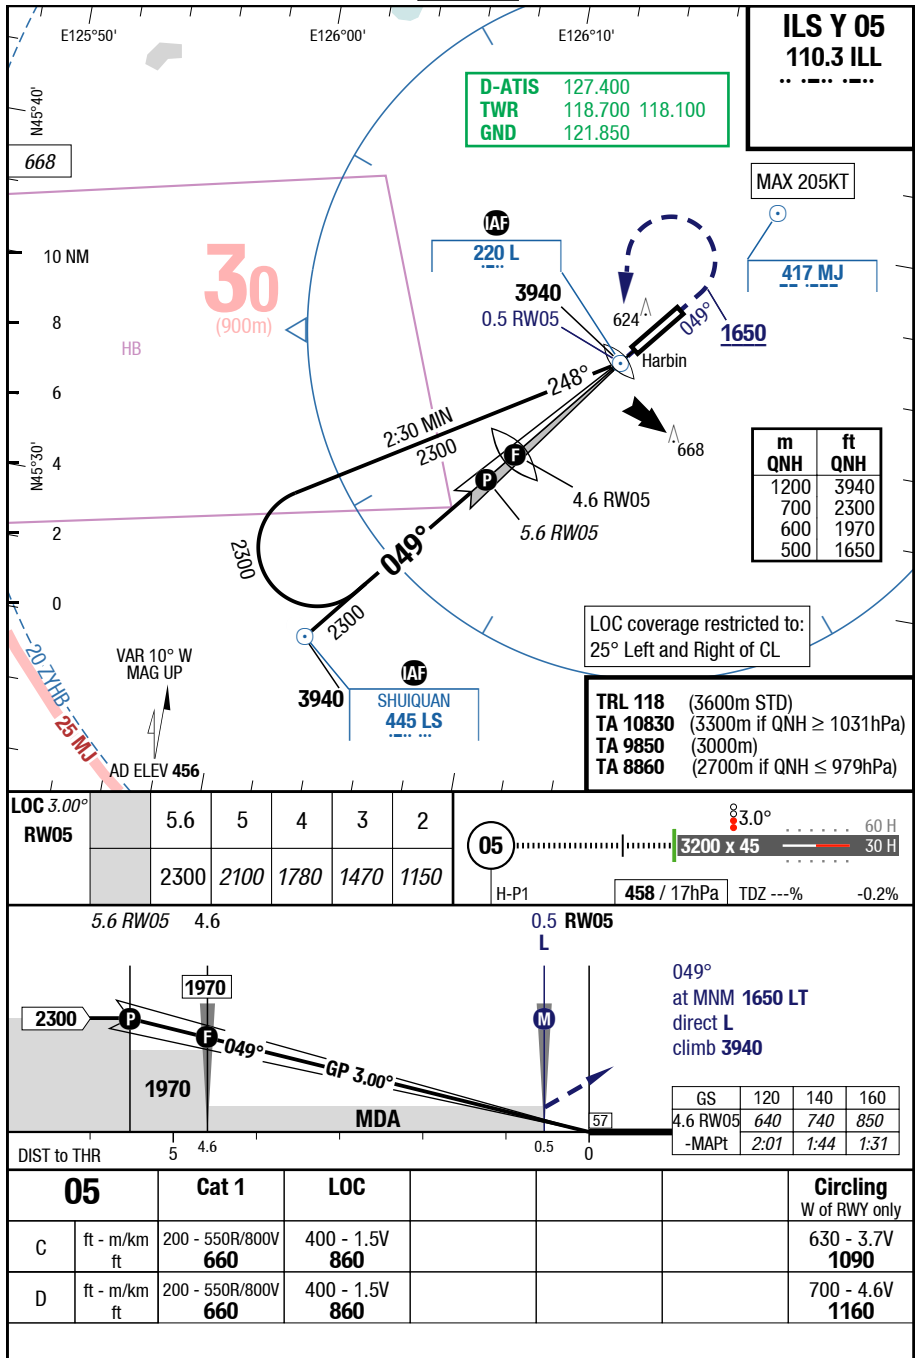 E125°50'
E126°00'
E126°10'
ILS Y 05
110.3 ILL
D-ATIS 127.400
TWR 118.700 118.100
GND 121.850
N45°40'
668
MAX 205KT
IAF
220 L
417 MJ
10 NM
30
(900m)
3940
0.5 RW05
624
049°
1650
8
HB
Harbin
6
248°
2:30 MIN
2300
668
m ft
QNH QNH
1200 3940
700 2300
600 1970
500 1650
N45°30'
4
F
P
4.6 RW05
5.6 RW05
2
2300
049°
0
2300
LOC coverage restricted to:
25° Left and Right of CL
20 ZYHB
25 MJ
VAR 10° W
MAG UP
3940
IAF
SHUIQUAN
445 LS
AD ELEV 456
TRL 118 (3600m STD)
TA 10830 (3300m if QNH ≥ 1031hPa)
TA 9850 (3000m)
TA 8860 (2700m if QNH ≤ 979hPa)
LOC 3.00°
RW05
5.6 5 4 3 2
2300 2100 1780 1470 1150
05
3.0°
60 H
3200 x 45
30 H
H-P1
458 / 17hPa
TDZ ---%
-0.2%
5.6 RW05 4.6 0.5 RW05
L
1970
2300
P
F
M
049°
GP 3.00°
1970
MDA
57
049°
at MNM 1650 LT
direct L
climb 3940
GS 120 140 160
4.6 RW05 640 740 850
-MAPt 2:01 1:44 1:31
DIST to THR 5 4.6 0.5 0
05 Cat 1 LOC Circling
W of RWY only
C ft - m/km 200 - 550R/800V 400 - 1.5V 630 - 3.7V
ft 660 860 1090
D ft - m/km 200 - 550R/800V 400 - 1.5V 700 - 4.6V
ft 660 860 1160